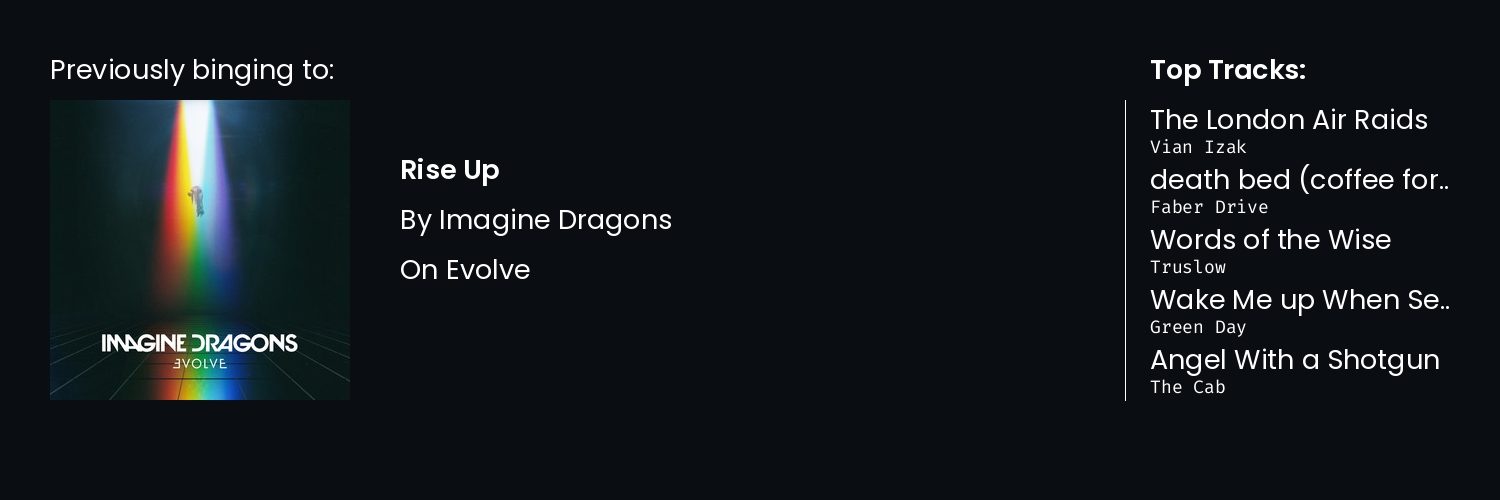 Previously binging to:
IMAGINE DRAGONS
EVOLVE
Rise Up
By Imagine Dragons
On Evolve
Top Tracks:
The London Air Raids
Vian Izak
death bed (coffee for..
Faber Drive
Words of the Wise
Truslow
Wake Me up When Se..
Green Day
Angel With a Shotgun
The Cab